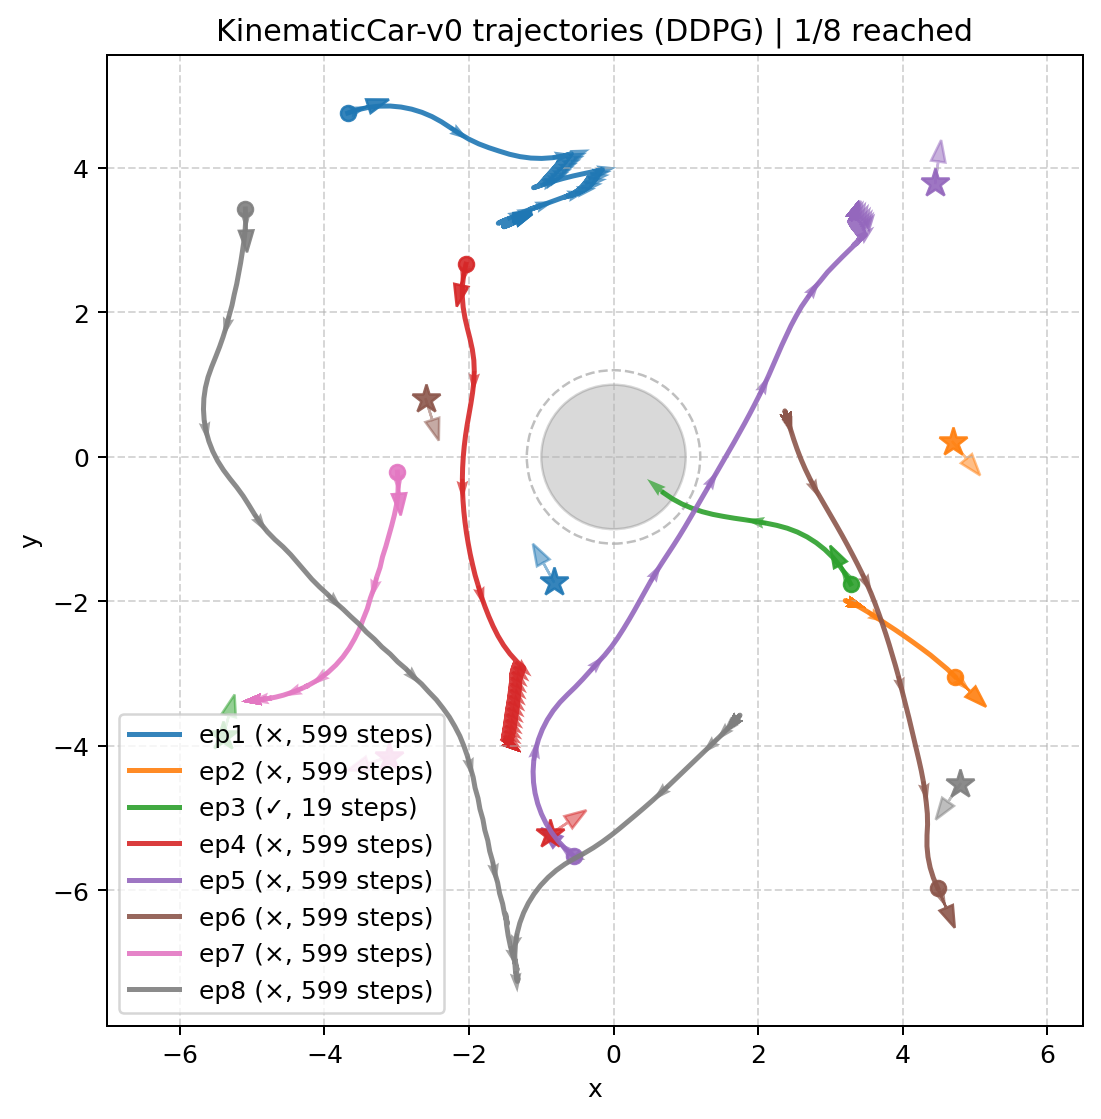 KinematicCar-v0 trajectories (DDPG) | 1/8 reached
4
2
0
−2
−4
−6
y
ep1 (×, 599 steps)
ep2 (×, 599 steps)
ep3 (✓, 19 steps)
ep4 (×, 599 steps)
ep5 (×, 599 steps)
ep6 (×, 599 steps)
ep7 (×, 599 steps)
ep8 (×, 599 steps)
−6 −4 −2 0 2 4 6
x